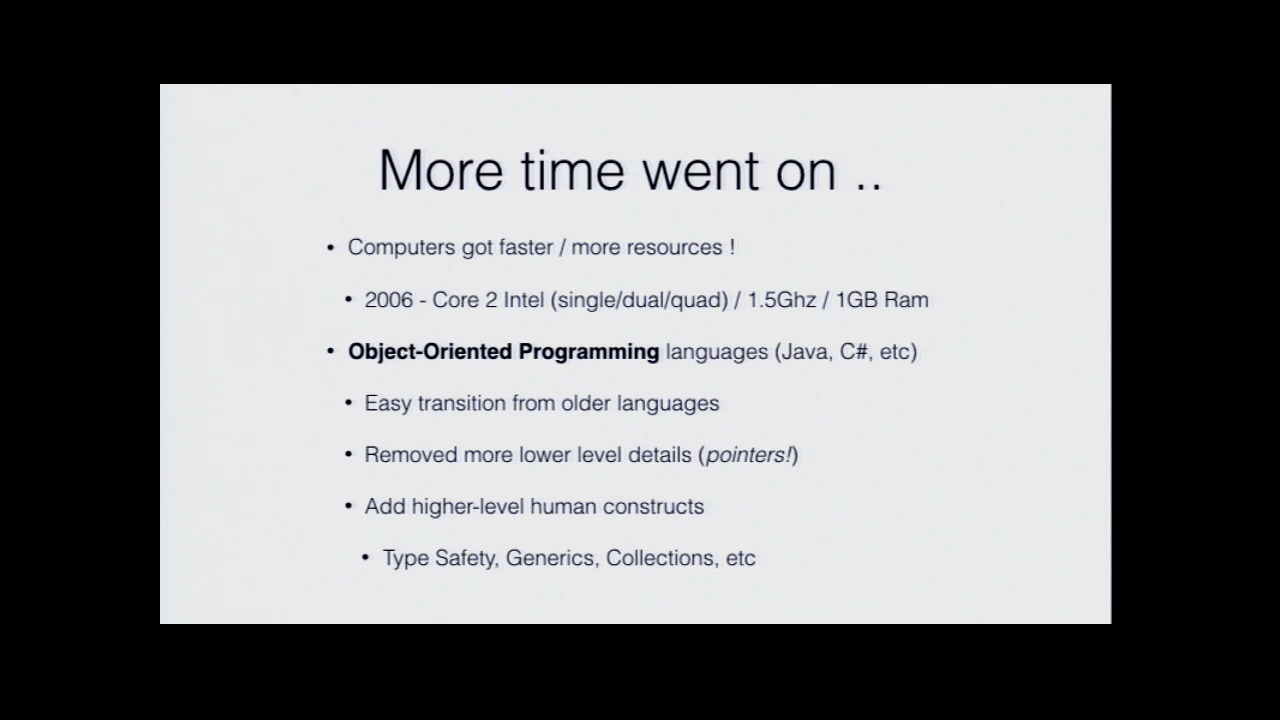 More time went on ..
• Computers got faster / more resources !
• 2006 - Core 2 Intel (single/dual/quad) / 1.5Ghz / 1GB Ram
• Object-Oriented Programming languages (Java, C#, etc)
• Easy transition from older languages
• Removed more lower level details (pointers!)
• Add higher-level human constructs
• Type Safety, Generics, Collections, etc